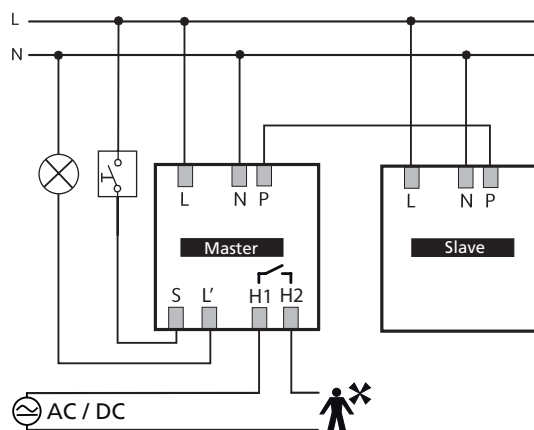 L
N
L N P
Master
S L' H1 H2
L N P
Slave
AC / DC